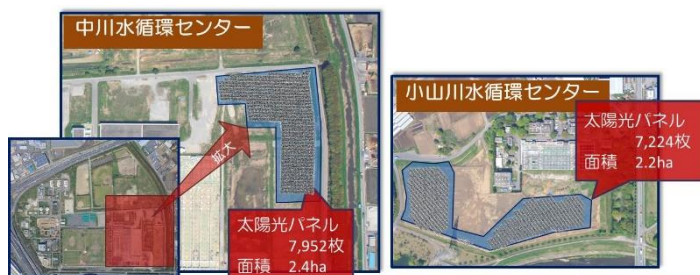 中川水循環センター
拡大
太陽光パネル
7,952枚
面積 2.4ha
小山川水循環センター
太陽光パネル
7,224枚
面積 2.2ha